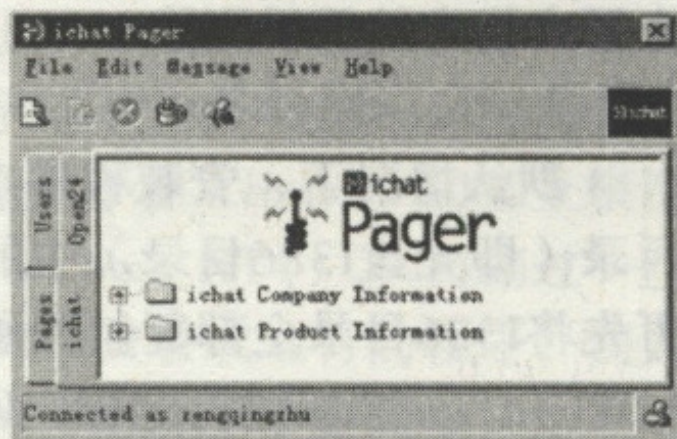 ichat Pager
File Edit Message View Help
ichat
Users
Open24
Pages
ichat
ichat
Pager
ichat Company Information
ichat Product Information
Connected as zengqingzhu